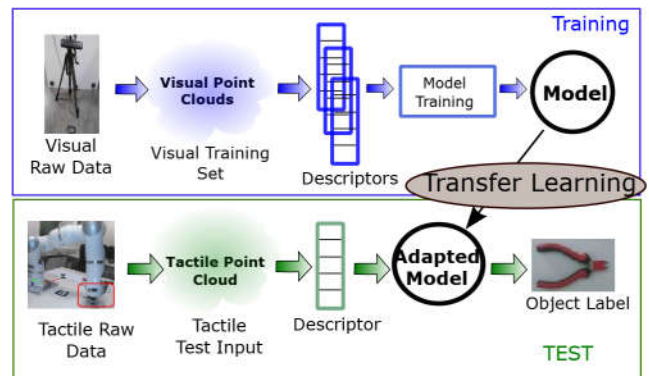 Training
Visual Point
Clouds
Model
Training
Model
Visual
Raw Data
Visual Training
Set
Descriptors
Transfer Learning
Tactile Point
Cloud
Adapted
Model
Tactile Raw
Data
Tactile
Test Input
Descriptor
Object Label
TEST